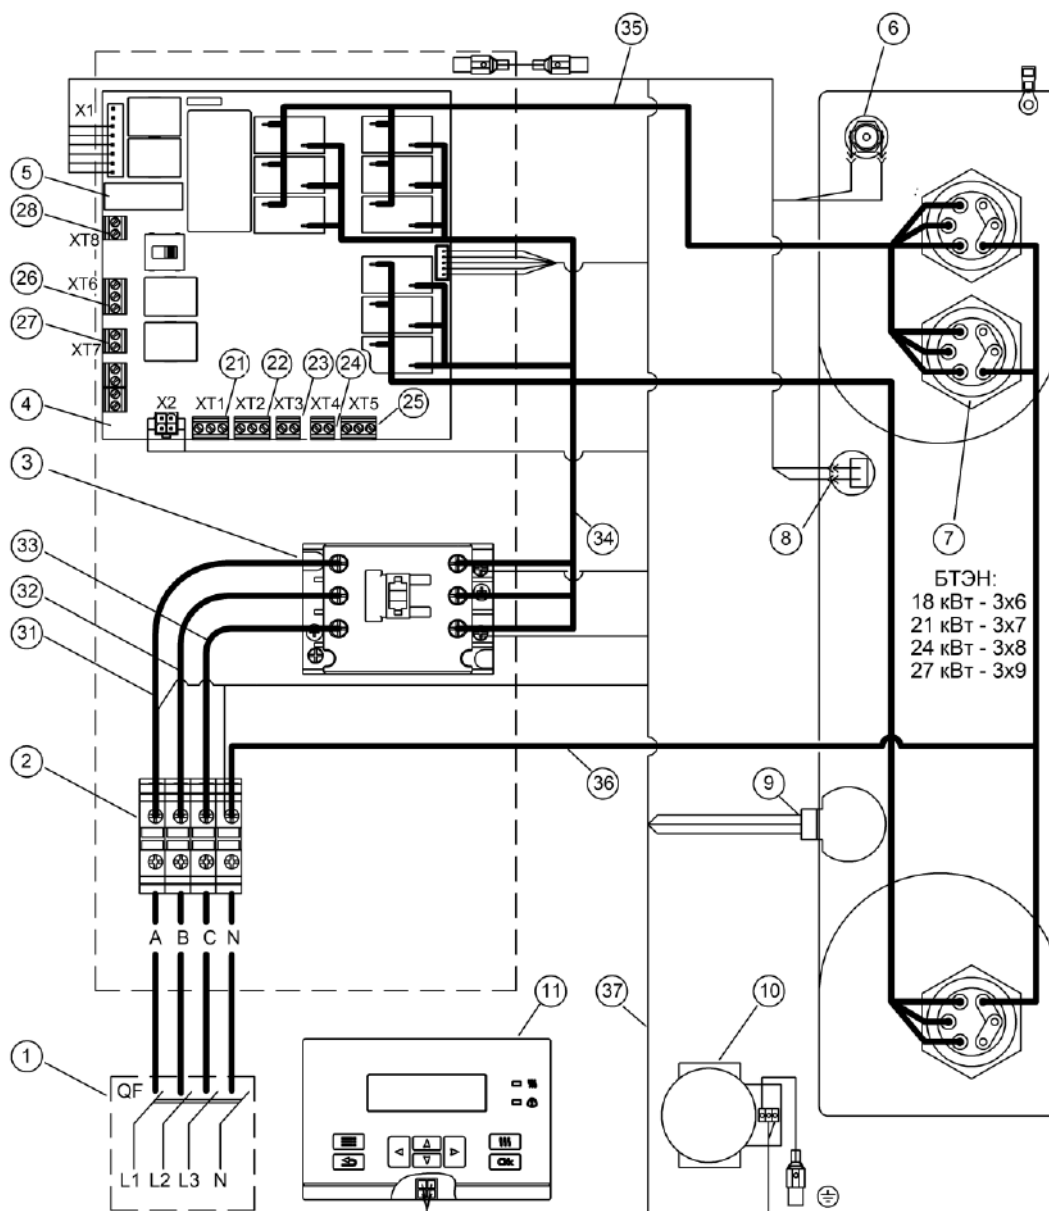 35
6
X1
5
28
XT8
XT6
26
27
XT7
21
22
23
24
X2
XT1
XT2
XT3
XT4
XT5
25
4
3
8
7
34
33
БТЭН:
18 кВт - 3х6
21 кВт - 3х7
24 кВт - 3х8
27 кВт - 3х9
32
31
2
36
9
A
B
C
N
11
37
10
1
QF
L1
L2
L3
N
Ok